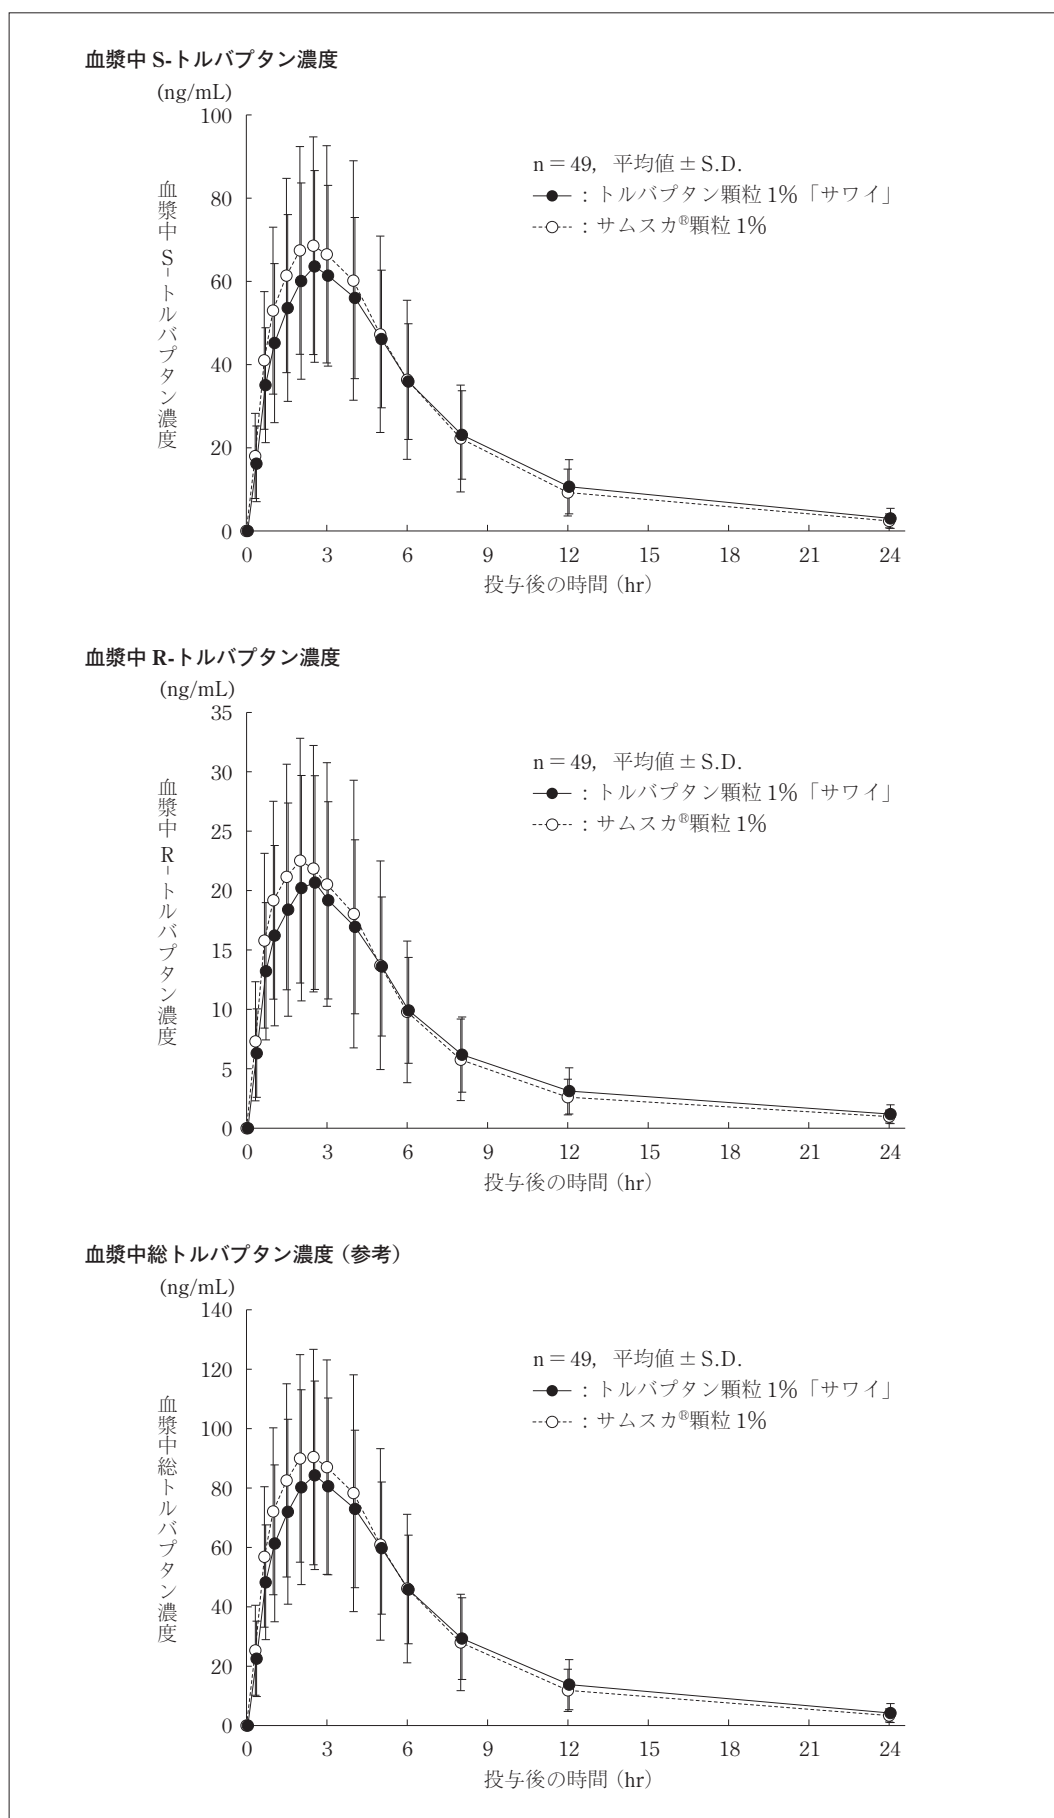 血漿中 S-トルバプタン濃度
(ng/mL)
100
80
60
40
20
0
血漿中S-トルバプタン濃度
n = 49, 平均値 ± S.D.
: トルバプタン顆粒 1%「サワイ」
: サムスカ®顆粒 1%
0 3 6 9 12 15 18 21 24
投与後の時間 (hr)
血漿中 R-トルバプタン濃度
(ng/mL)
35
30
25
20
15
10
5
0
血漿中R-トルバプタン濃度
n = 49, 平均値 ± S.D.
: トルバプタン顆粒 1%「サワイ」
: サムスカ®顆粒 1%
0 3 6 9 12 15 18 21 24
投与後の時間 (hr)
血漿中総トルバプタン濃度 (参考)
(ng/mL)
140
120
100
80
60
40
20
0
血漿中総トルバプタン濃度
n = 49, 平均値 ± S.D.
: トルバプタン顆粒 1%「サワイ」
: サムスカ®顆粒 1%
0 3 6 9 12 15 18 21 24
投与後の時間 (hr)